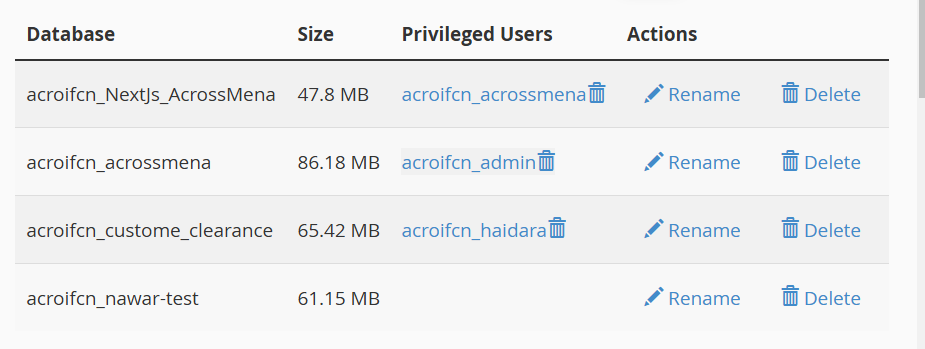 Database Size Privileged Users Actions
acroifcn_NextJs_AcrossMena 47.8 MB acroifcn_acrossmena Rename Delete
acroifcn_acrossmena 86.18 MB acroifcn_admin Rename Delete
acroifcn_custome_clearance 65.42 MB acroifcn_haidara Rename Delete
acroifcn_nawar-test 61.15 MB Rename Delete